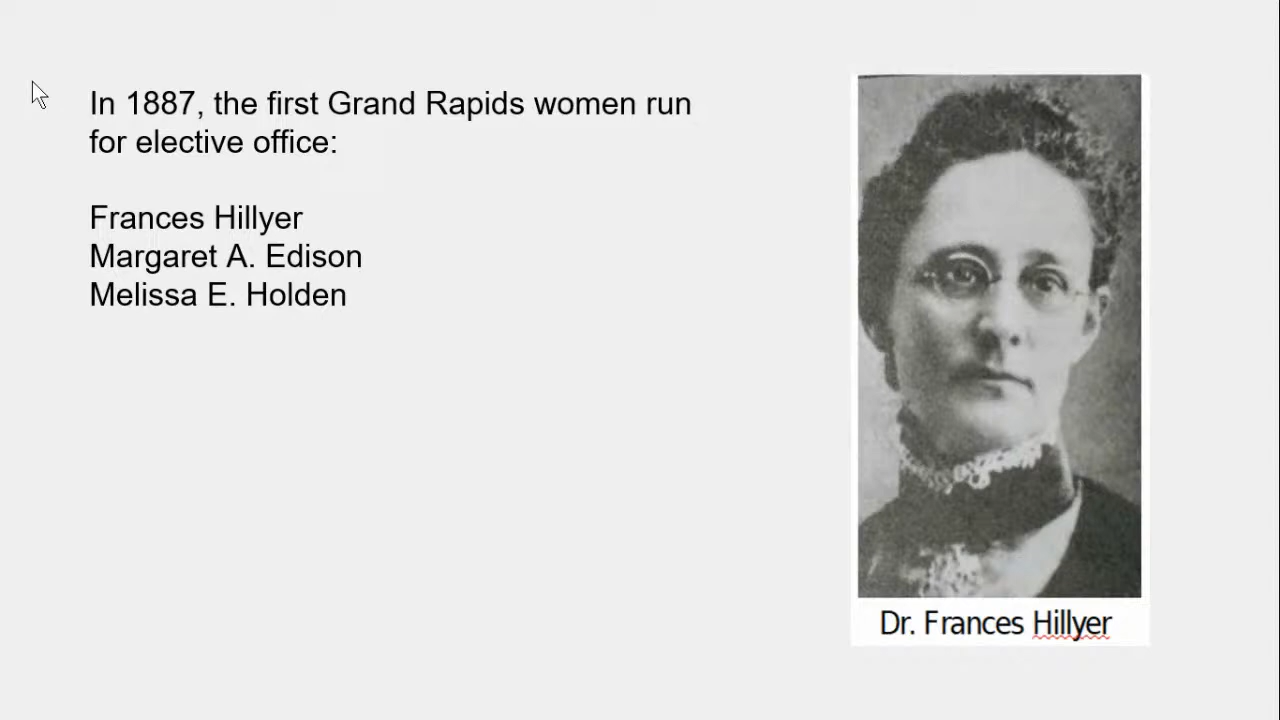 In 1887, the first Grand Rapids women run
for elective office:
Frances Hillyer
Margaret A. Edison
Melissa E. Holden
Dr. Frances Hillyer